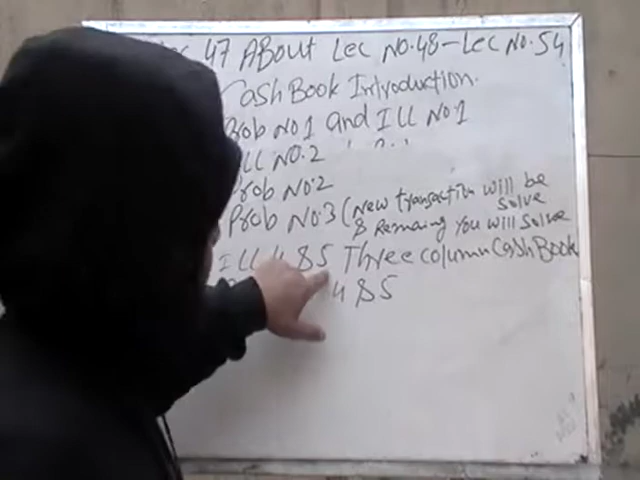 47 About Lec No.48-Lec No.54
Cash Book Introduction.
Prob No 1 and Ill No.1
Ill No.2
Prob No.2
Prob No.3 (New transaction will be solve
& Remaining you will solve
Ill 4 & 5 Three column Cash Book
4 & 5